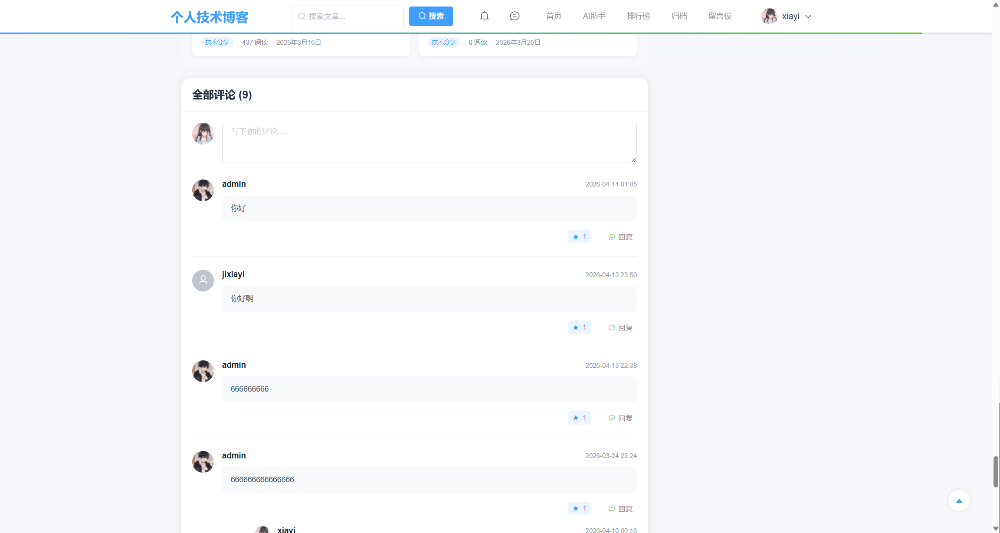 个人技术博客
搜索文章...
搜索
首页
AI助手
排行榜
归档
留言板
xiayi
技术分享 · 437 阅读 · 2026年3月16日
技术分享 · 0 阅读 · 2026年3月25日
全部评论 (9)
写下你的评论...
admin
2026-04-14 01:05
你好
1
回复
jixiayi
2026-04-13 23:50
你好啊
1
回复
admin
2026-04-13 22:38
666666666
1
回复
admin
2026-03-24 22:24
666666666666666
1
回复
xiayi
2026-04-10 00:16